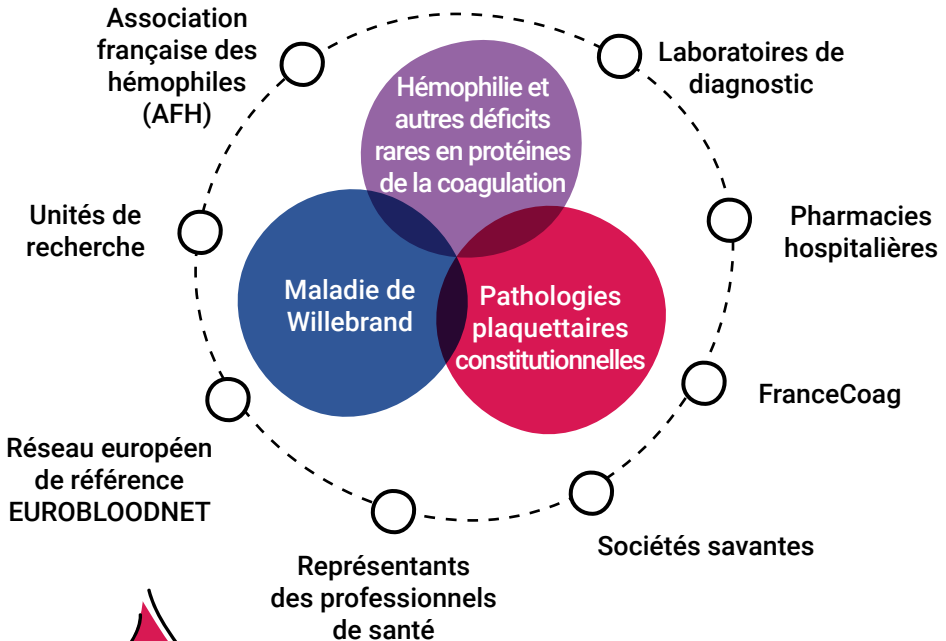 Association
française des
hémophiles
(AFH)
Laboratoires de
diagnostic
Hémophilie et
autres déficits
rares en protéines
de la coagulation
Unités de
recherche
Pharmacies
hospitalières
Maladie de
Willebrand
Pathologies
plaquettaires
constitutionnelles
FranceCoag
Réseau européen
de référence
EUROBLOODNET
Sociétés savantes
Représentants
des professionnels
de santé